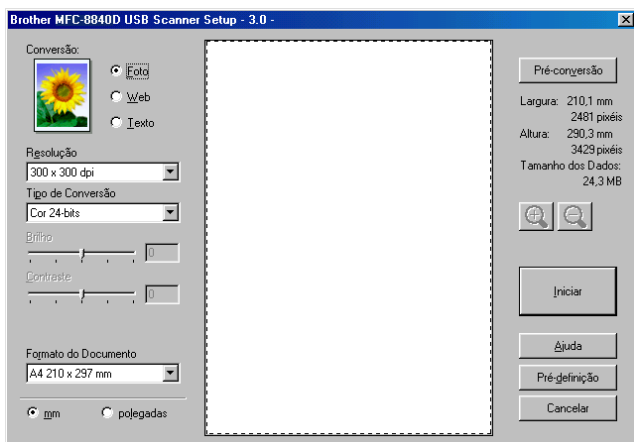 Brother MFC-8840D USB Scanner Setup - 3.0 -
Conversão:
Foto
Web
Texto
Resolução
300 x 300 dpi
Tipo de Conversão
Cor 24-bits
Brilho
0
Contraste
0
Formato do Documento
A4 210 x 297 mm
mm
polegadas
Pré-conversão
Largura: 210,1 mm
2481 pixéis
Altura: 290,3 mm
3429 pixéis
Tamanho dos Dados:
24,3 MB
Iniciar
Ajuda
Pré-definição
Cancelar